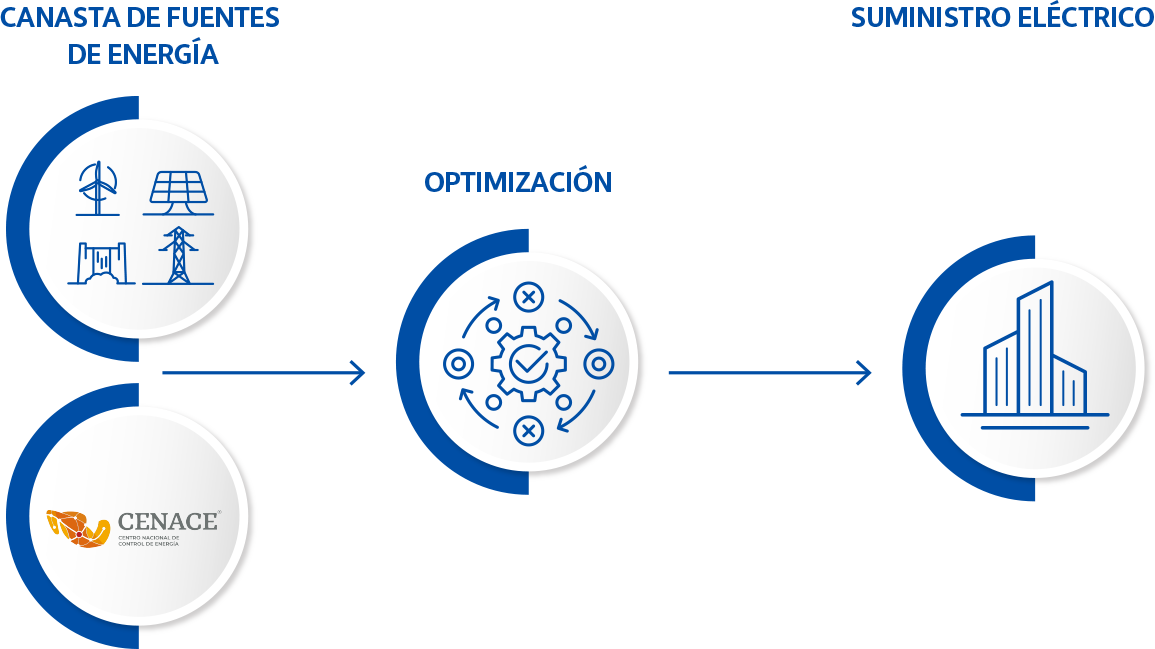 CANASTA DE FUENTES
DE ENERGÍA
SUMINISTRO ELÉCTRICO
OPTIMIZACIÓN
CENACE®
CENTRO NACIONAL DE
CONTROL DE ENERGÍA